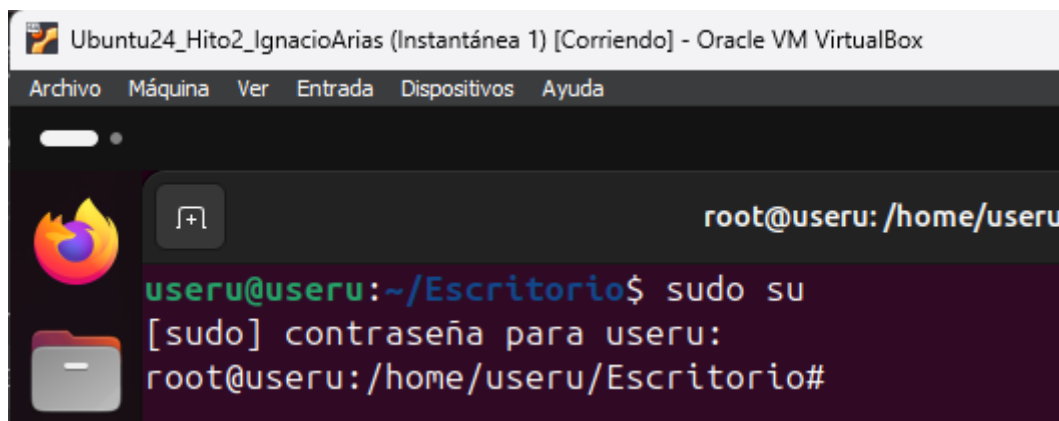 Ubuntu24_Hito2_IgnacioArias (Instantánea 1) [Corriendo] - Oracle VM VirtualBox
Archivo Máquina Ver Entrada Dispositivos Ayuda
root@useru: /home/useru
useru@useru:~/Escritorio$ sudo su
[sudo] contraseña para useru:
root@useru:/home/useru/Escritorio#